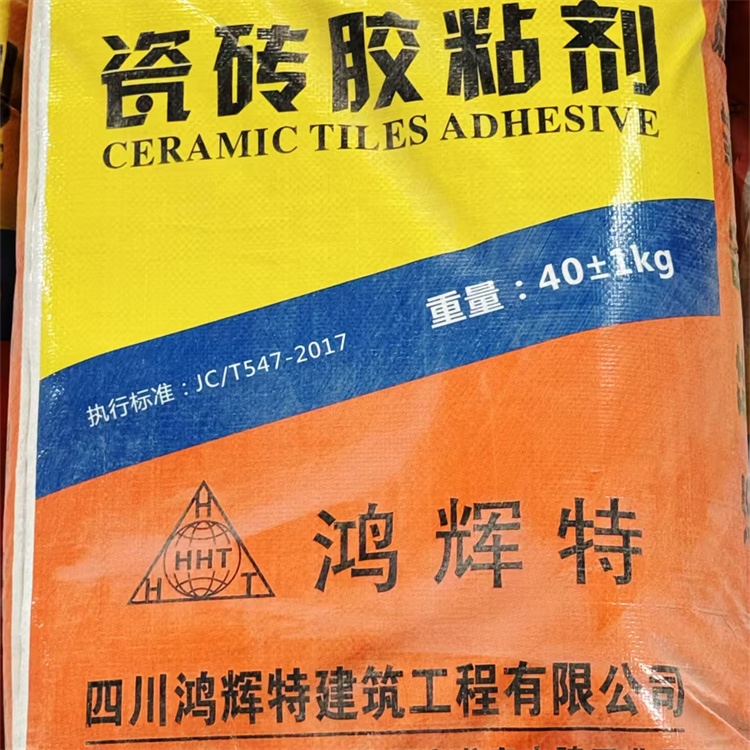 瓷砖胶粘剂
CERAMIC TILES ADHESIVE
重量：40±1kg
执行标准：JC/T547-2017
H
HHT
H T
鸿辉特
四川鸿辉特建筑工程有限公司